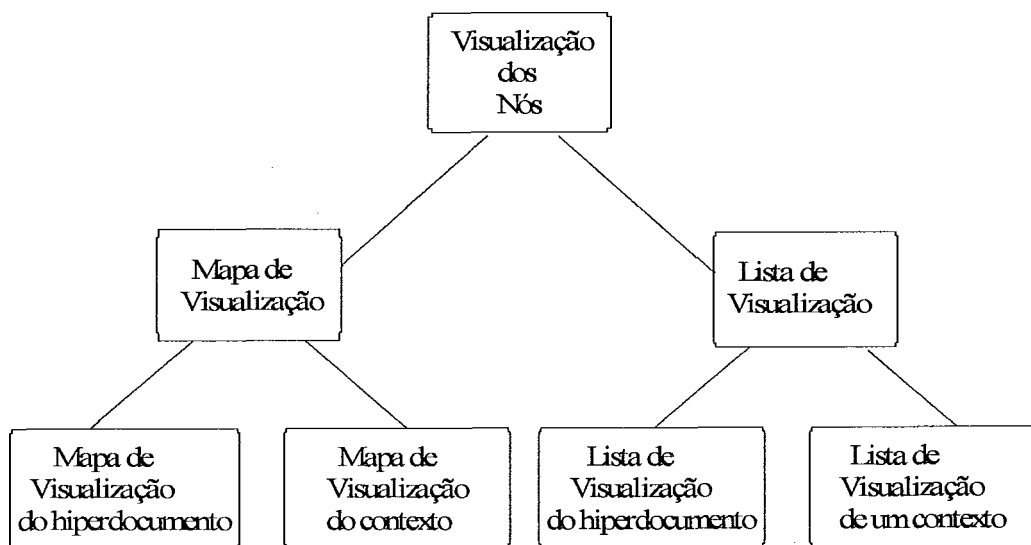 Visualização
dos
Nós
Mapa de
Visualização
Lista de
Visualização
Mapa de
Visualização
do hiperdocumento
Mapa de
Visualização
do contexto
Lista de
Visualização
do hiperdocumento
Lista de
Visualização
de um contexto